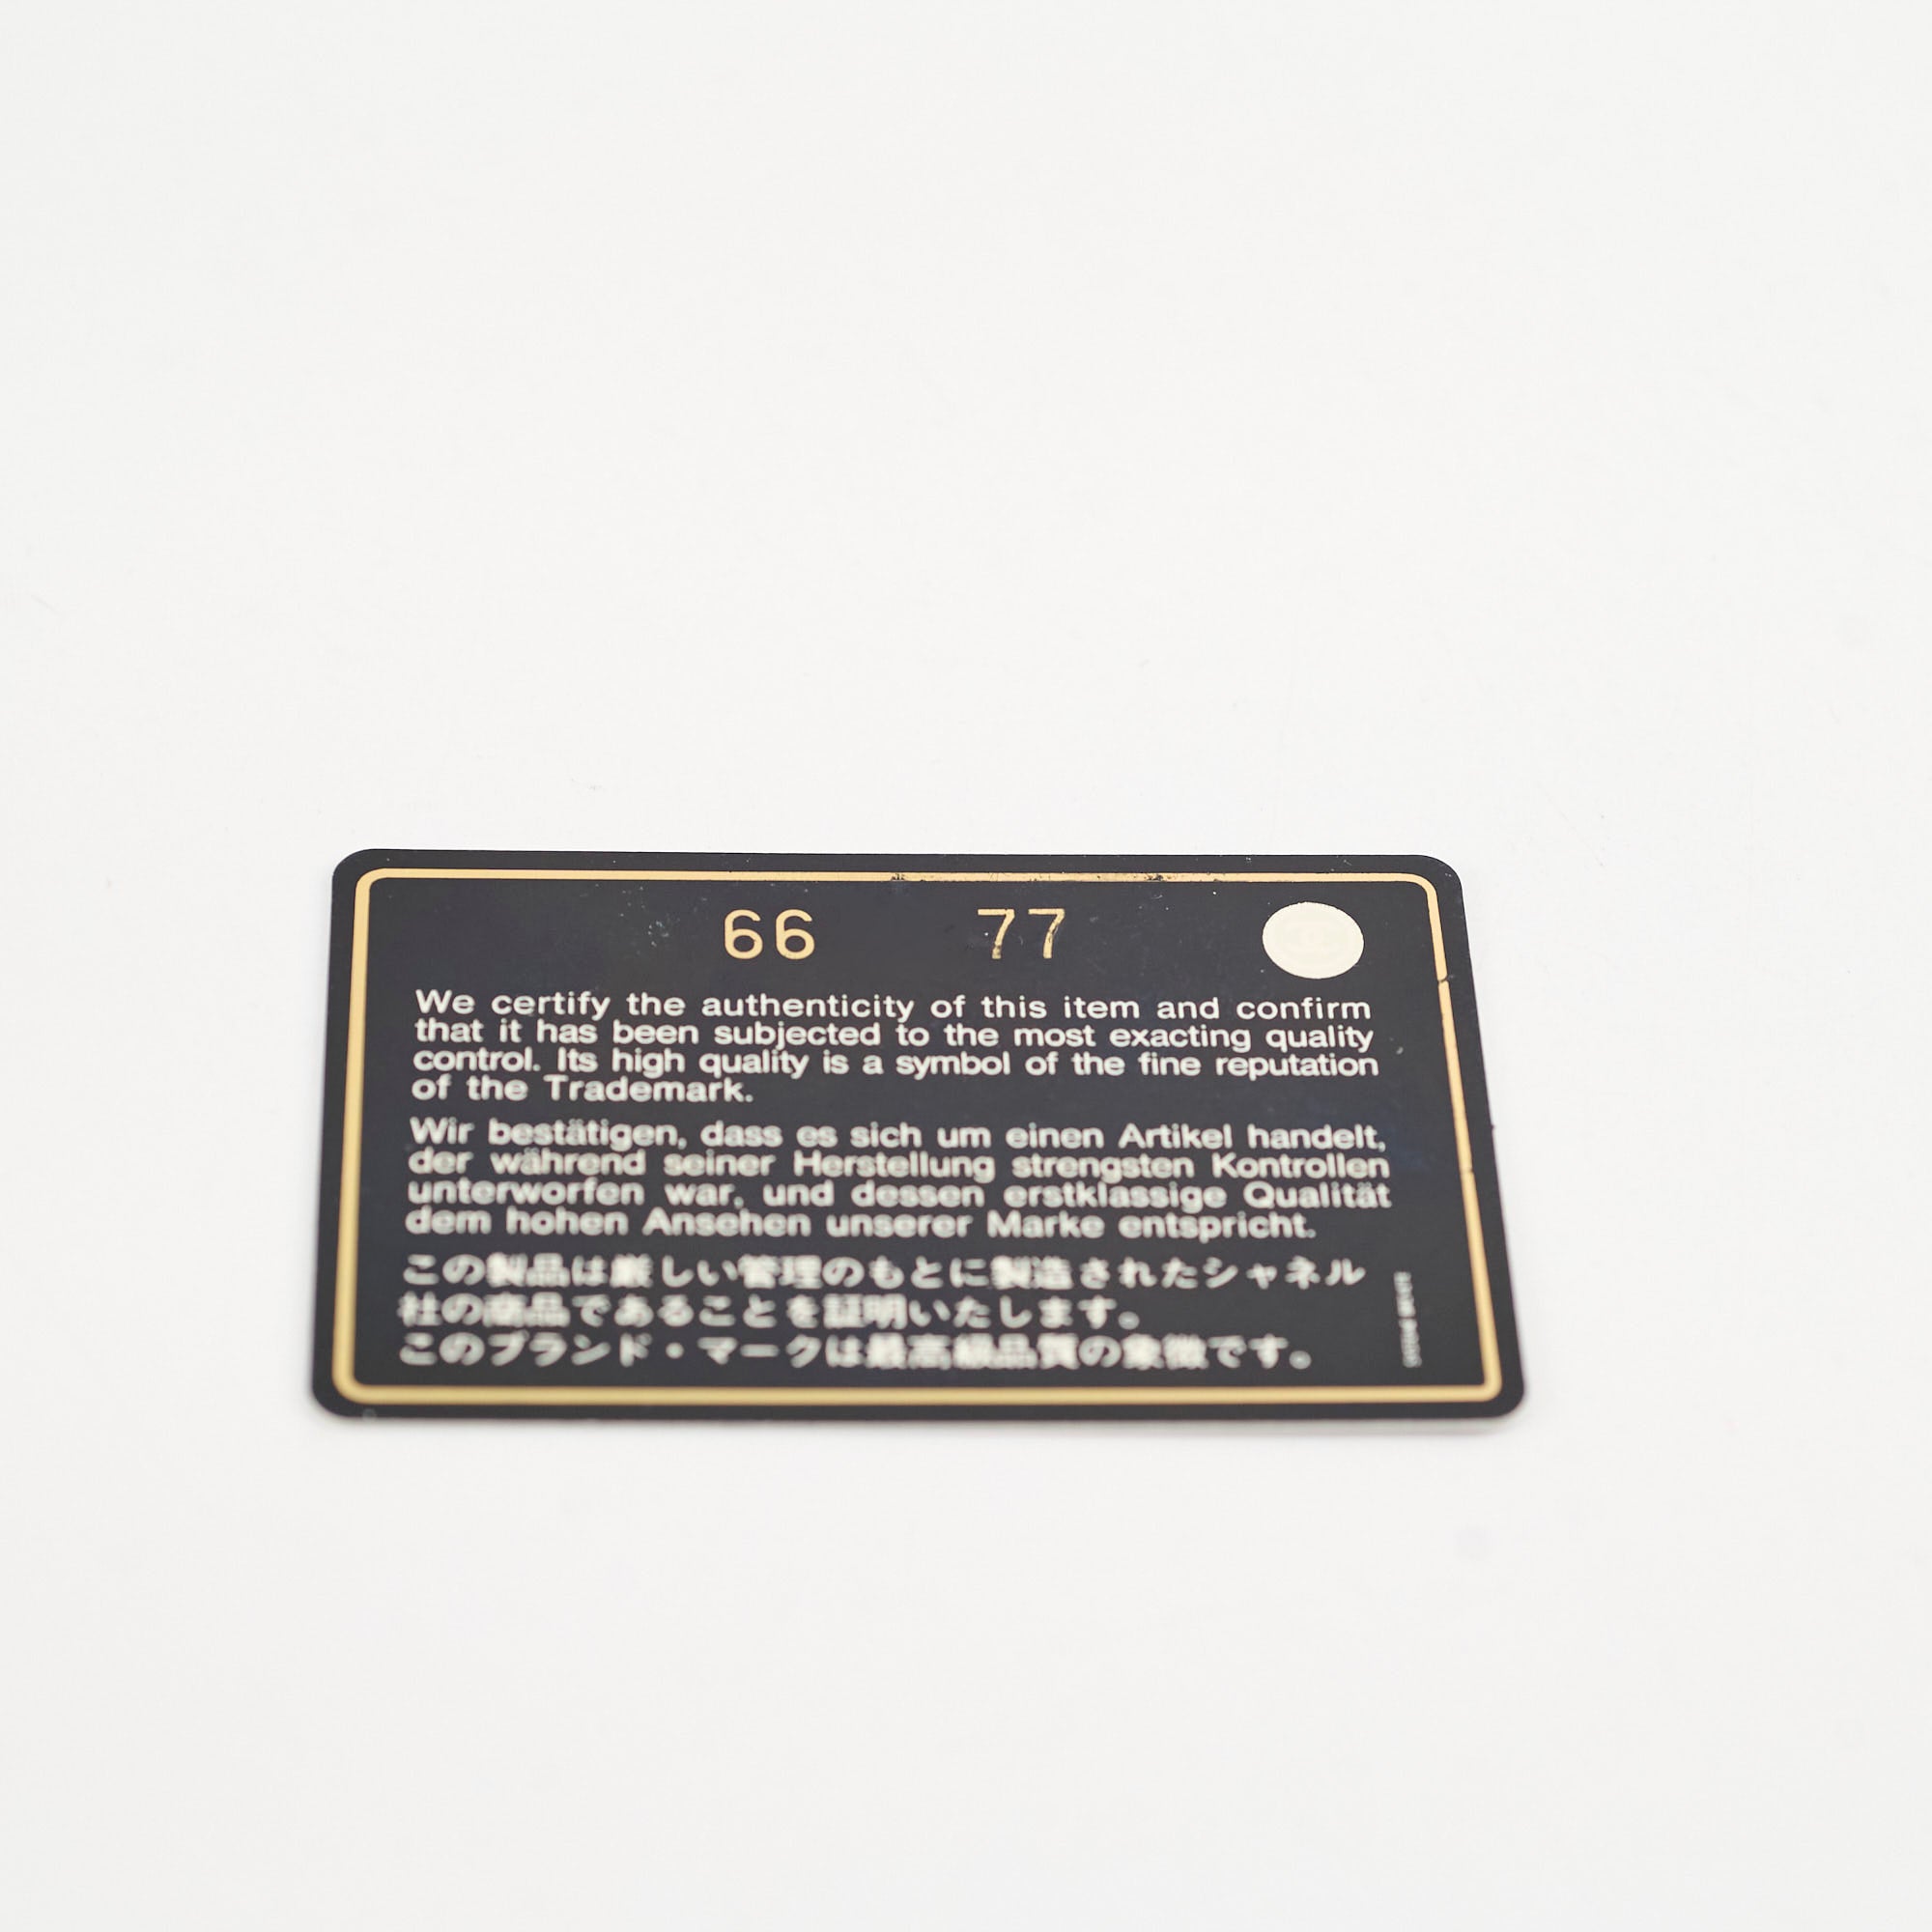 66 77
We certify the authenticity of this item and confirm
that it has been subjected to the most exacting quality
control. Its high quality is a symbol of the fine reputation
of the Trademark.
Wir bestätigen, dass es sich um einen Artikel handelt,
der während seiner Herstellung strengsten Kontrollen
unterworfen war, und dessen erstklassige Qualität
dem hohen Ansehen unserer Marke entspricht.
この製品は厳しい管理のもとに製造されたシャネル
社の商品であることを証明いたします。
このブランド・マークは最高級品質の象徴です。